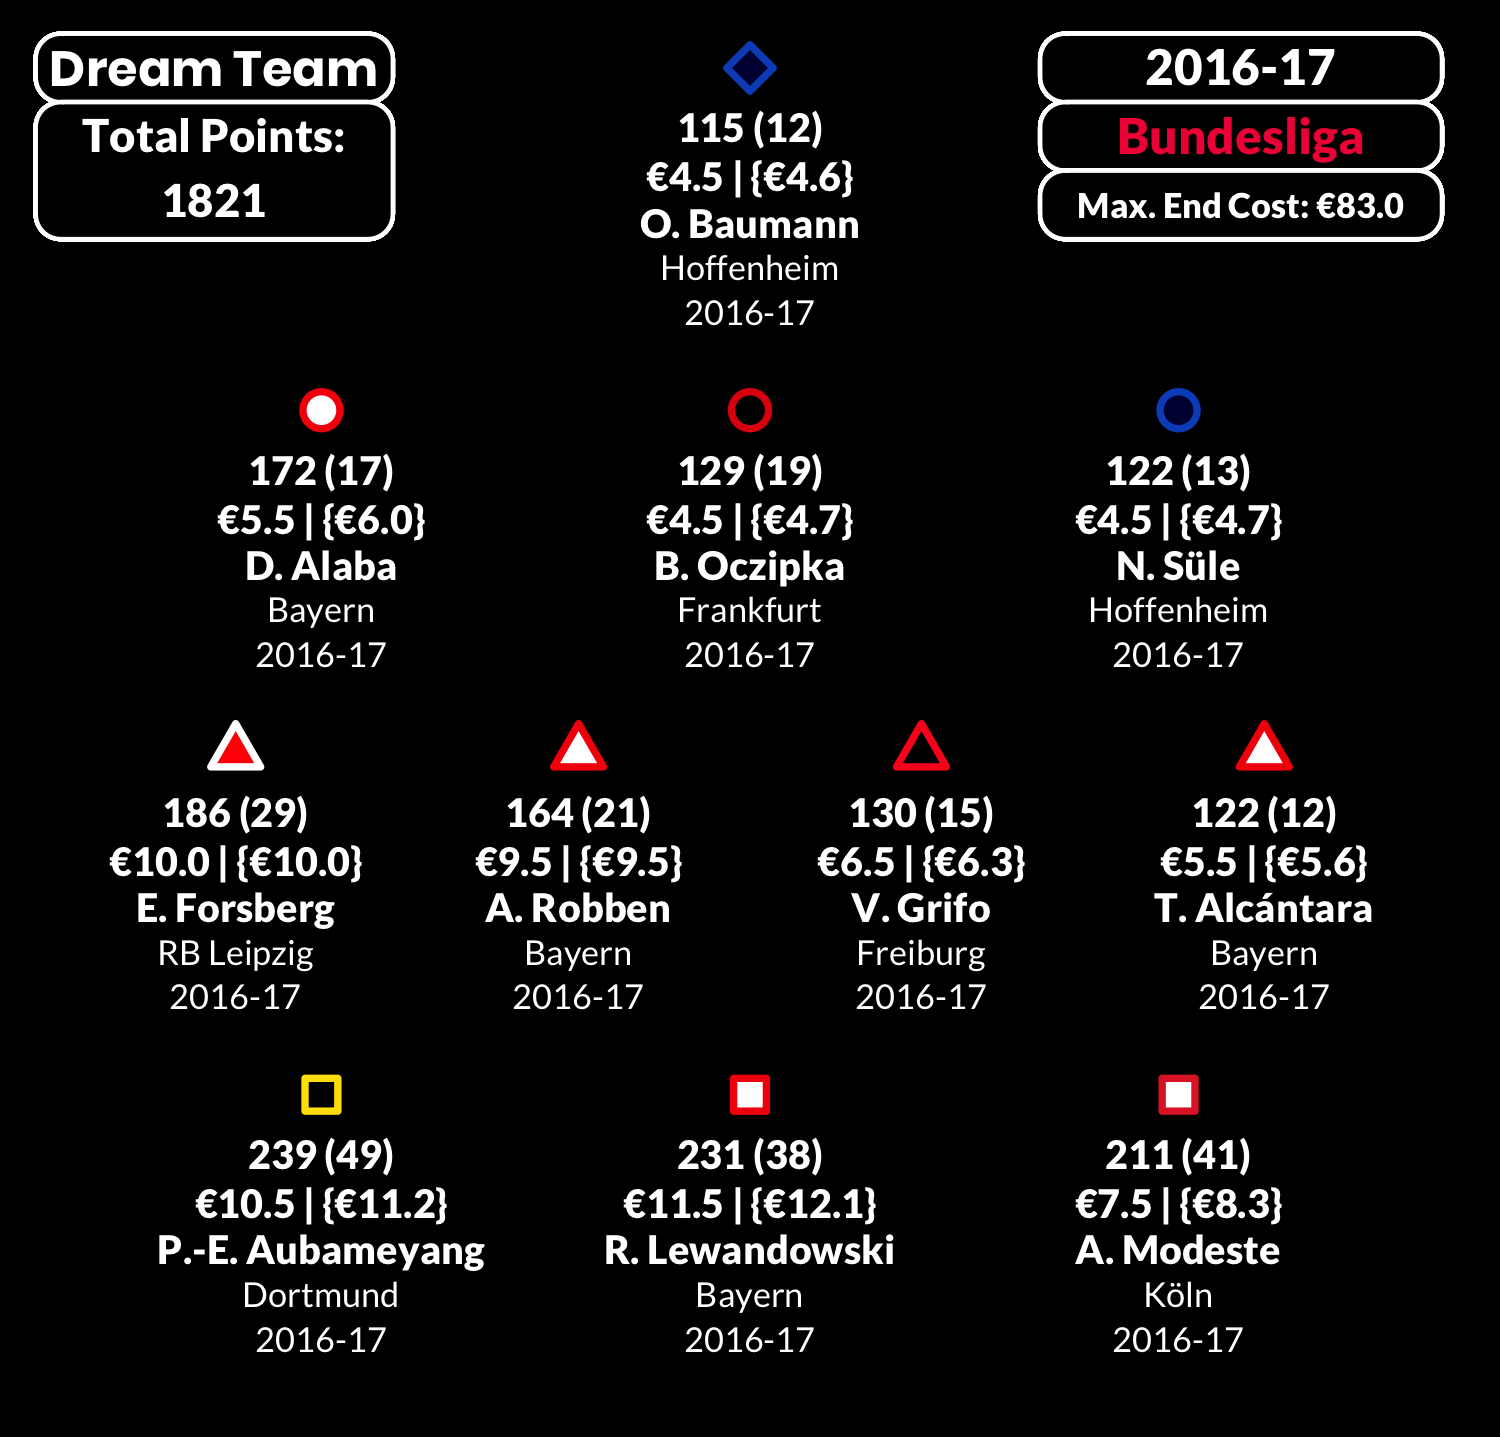 Dream Team
Total Points:
1821
2016-17
Bundesliga
Max. End Cost: €83.0
115 (12)
€4.5 | {€4.6}
O. Baumann
Hoffenheim
2016-17
172 (17)
€5.5 | {€6.0}
D. Alaba
Bayern
2016-17
129 (19)
€4.5 | {€4.7}
B. Oczipka
Frankfurt
2016-17
122 (13)
€4.5 | {€4.7}
N. Süle
Hoffenheim
2016-17
186 (29)
€10.0 | {€10.0}
E. Forsberg
RB Leipzig
2016-17
164 (21)
€9.5 | {€9.5}
A. Robben
Bayern
2016-17
130 (15)
€6.5 | {€6.3}
V. Grifo
Freiburg
2016-17
122 (12)
€5.5 | {€5.6}
T. Alcántara
Bayern
2016-17
239 (49)
€10.5 | {€11.2}
P.-E. Aubameyang
Dortmund
2016-17
231 (38)
€11.5 | {€12.1}
R. Lewandowski
Bayern
2016-17
211 (41)
€7.5 | {€8.3}
A. Modeste
Köln
2016-17